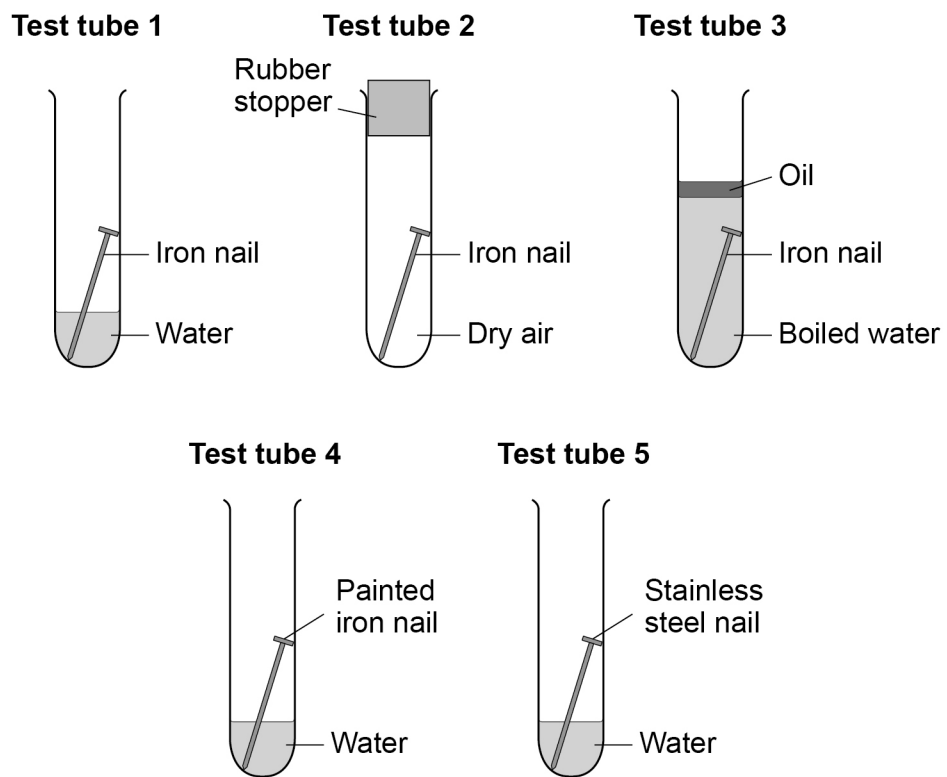 Test tube 1
Test tube 2
Test tube 3
Rubber
stopper
Oil
Iron nail
Iron nail
Iron nail
Water
Dry air
Boiled water
Test tube 4
Test tube 5
Painted
iron nail
Stainless
steel nail
Water
Water